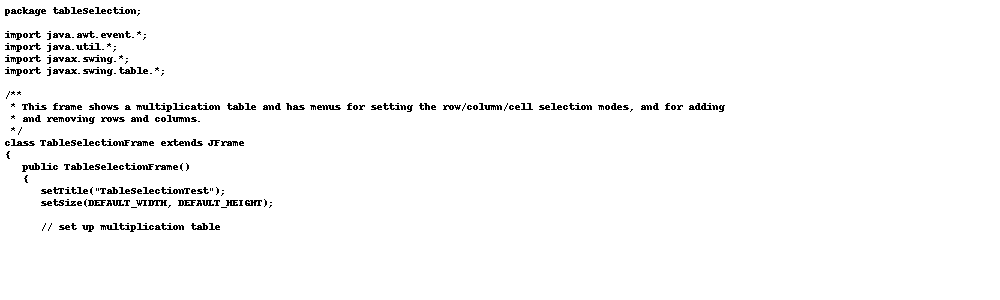 package tableSelection;
import java.awt.event.*;
import java.util.*;
import javax.swing.*;
import javax.swing.table.*;
/**
 * This frame shows a multiplication table and has menus for setting the row/column/cell selection modes, and for adding
 * and removing rows and columns.
 */
class TableSelectionFrame extends JFrame
{
   public TableSelectionFrame()
   {
      setTitle("TableSelectionTest");
      setSize(DEFAULT_WIDTH, DEFAULT_HEIGHT);
      // set up multiplication table